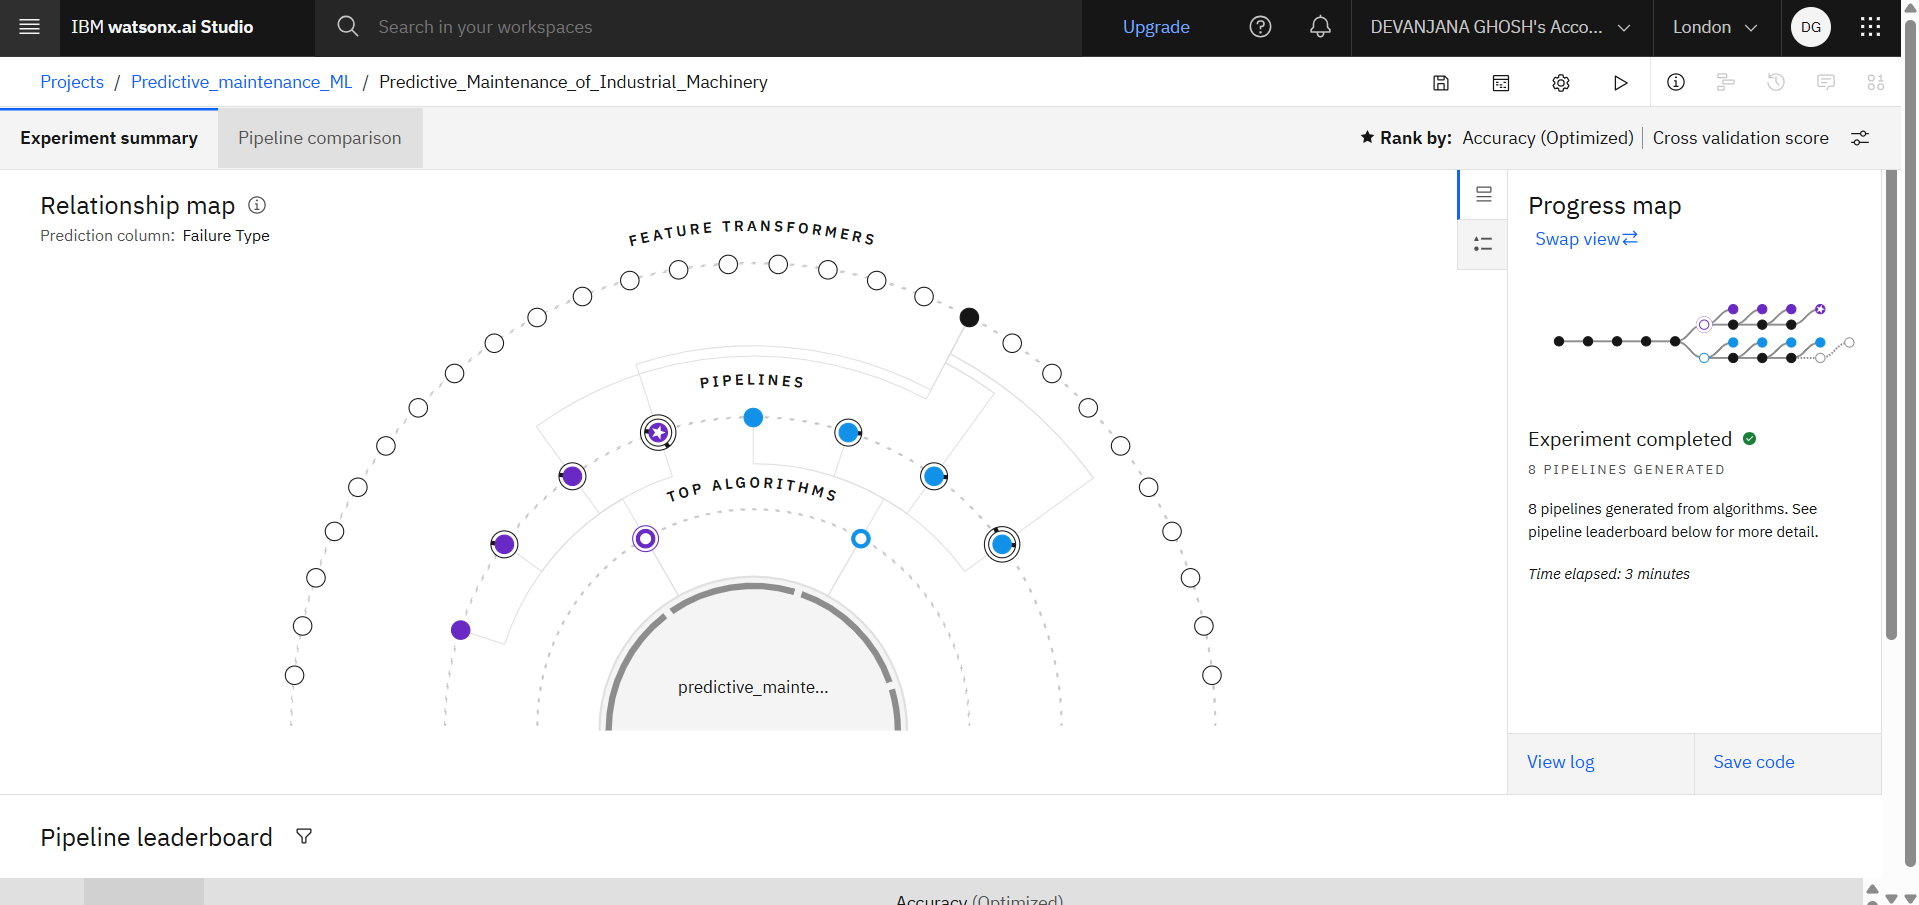 IBM watsonx.ai Studio
Search in your workspaces
Upgrade
DEVANJANA GHOSH's Acco...
London
DG
Projects / Predictive_maintenance_ML / Predictive_Maintenance_of_Industrial_Machinery
Experiment summary
Pipeline comparison
Rank by: Accuracy (Optimized) | Cross validation score
Relationship map
Prediction column: Failure Type
FEATURE TRANSFORMERS
PIPELINES
TOP ALGORITHMS
predictive_mainte...
Progress map
Swap view
Experiment completed
8 PIPELINES GENERATED
8 pipelines generated from algorithms. See
pipeline leaderboard below for more detail.
Time elapsed: 3 minutes
View log
Save code
Pipeline leaderboard
Accuracy (Optimized)